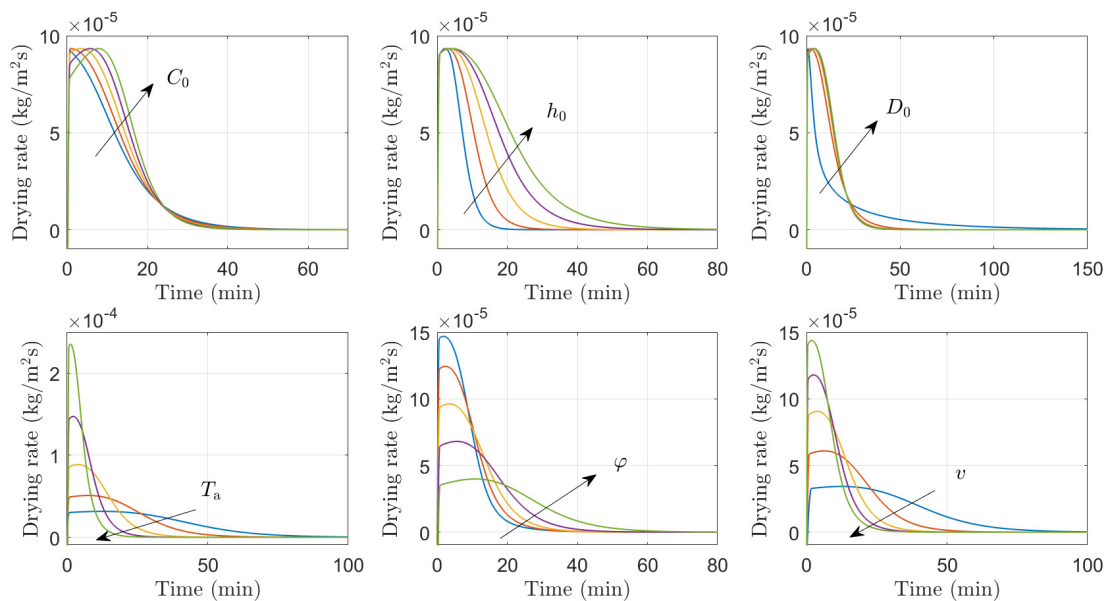 ×10⁻⁵
Drying rate (kg/m²s)
10
5
0
C₀
0 20 40 60
Time (min)
×10⁻⁵
Drying rate (kg/m²s)
10
5
0
h₀
0 20 40 60 80
Time (min)
×10⁻⁵
Drying rate (kg/m²s)
10
5
0
D₀
0 50 100 150
Time (min)
×10⁻⁴
Drying rate (kg/m²s)
2
1
0
Tₐ
0 50 100
Time (min)
×10⁻⁵
Drying rate (kg/m²s)
15
10
5
0
φ
0 20 40 60 80
Time (min)
×10⁻⁵
Drying rate (kg/m²s)
15
10
5
0
v
0 50 100
Time (min)